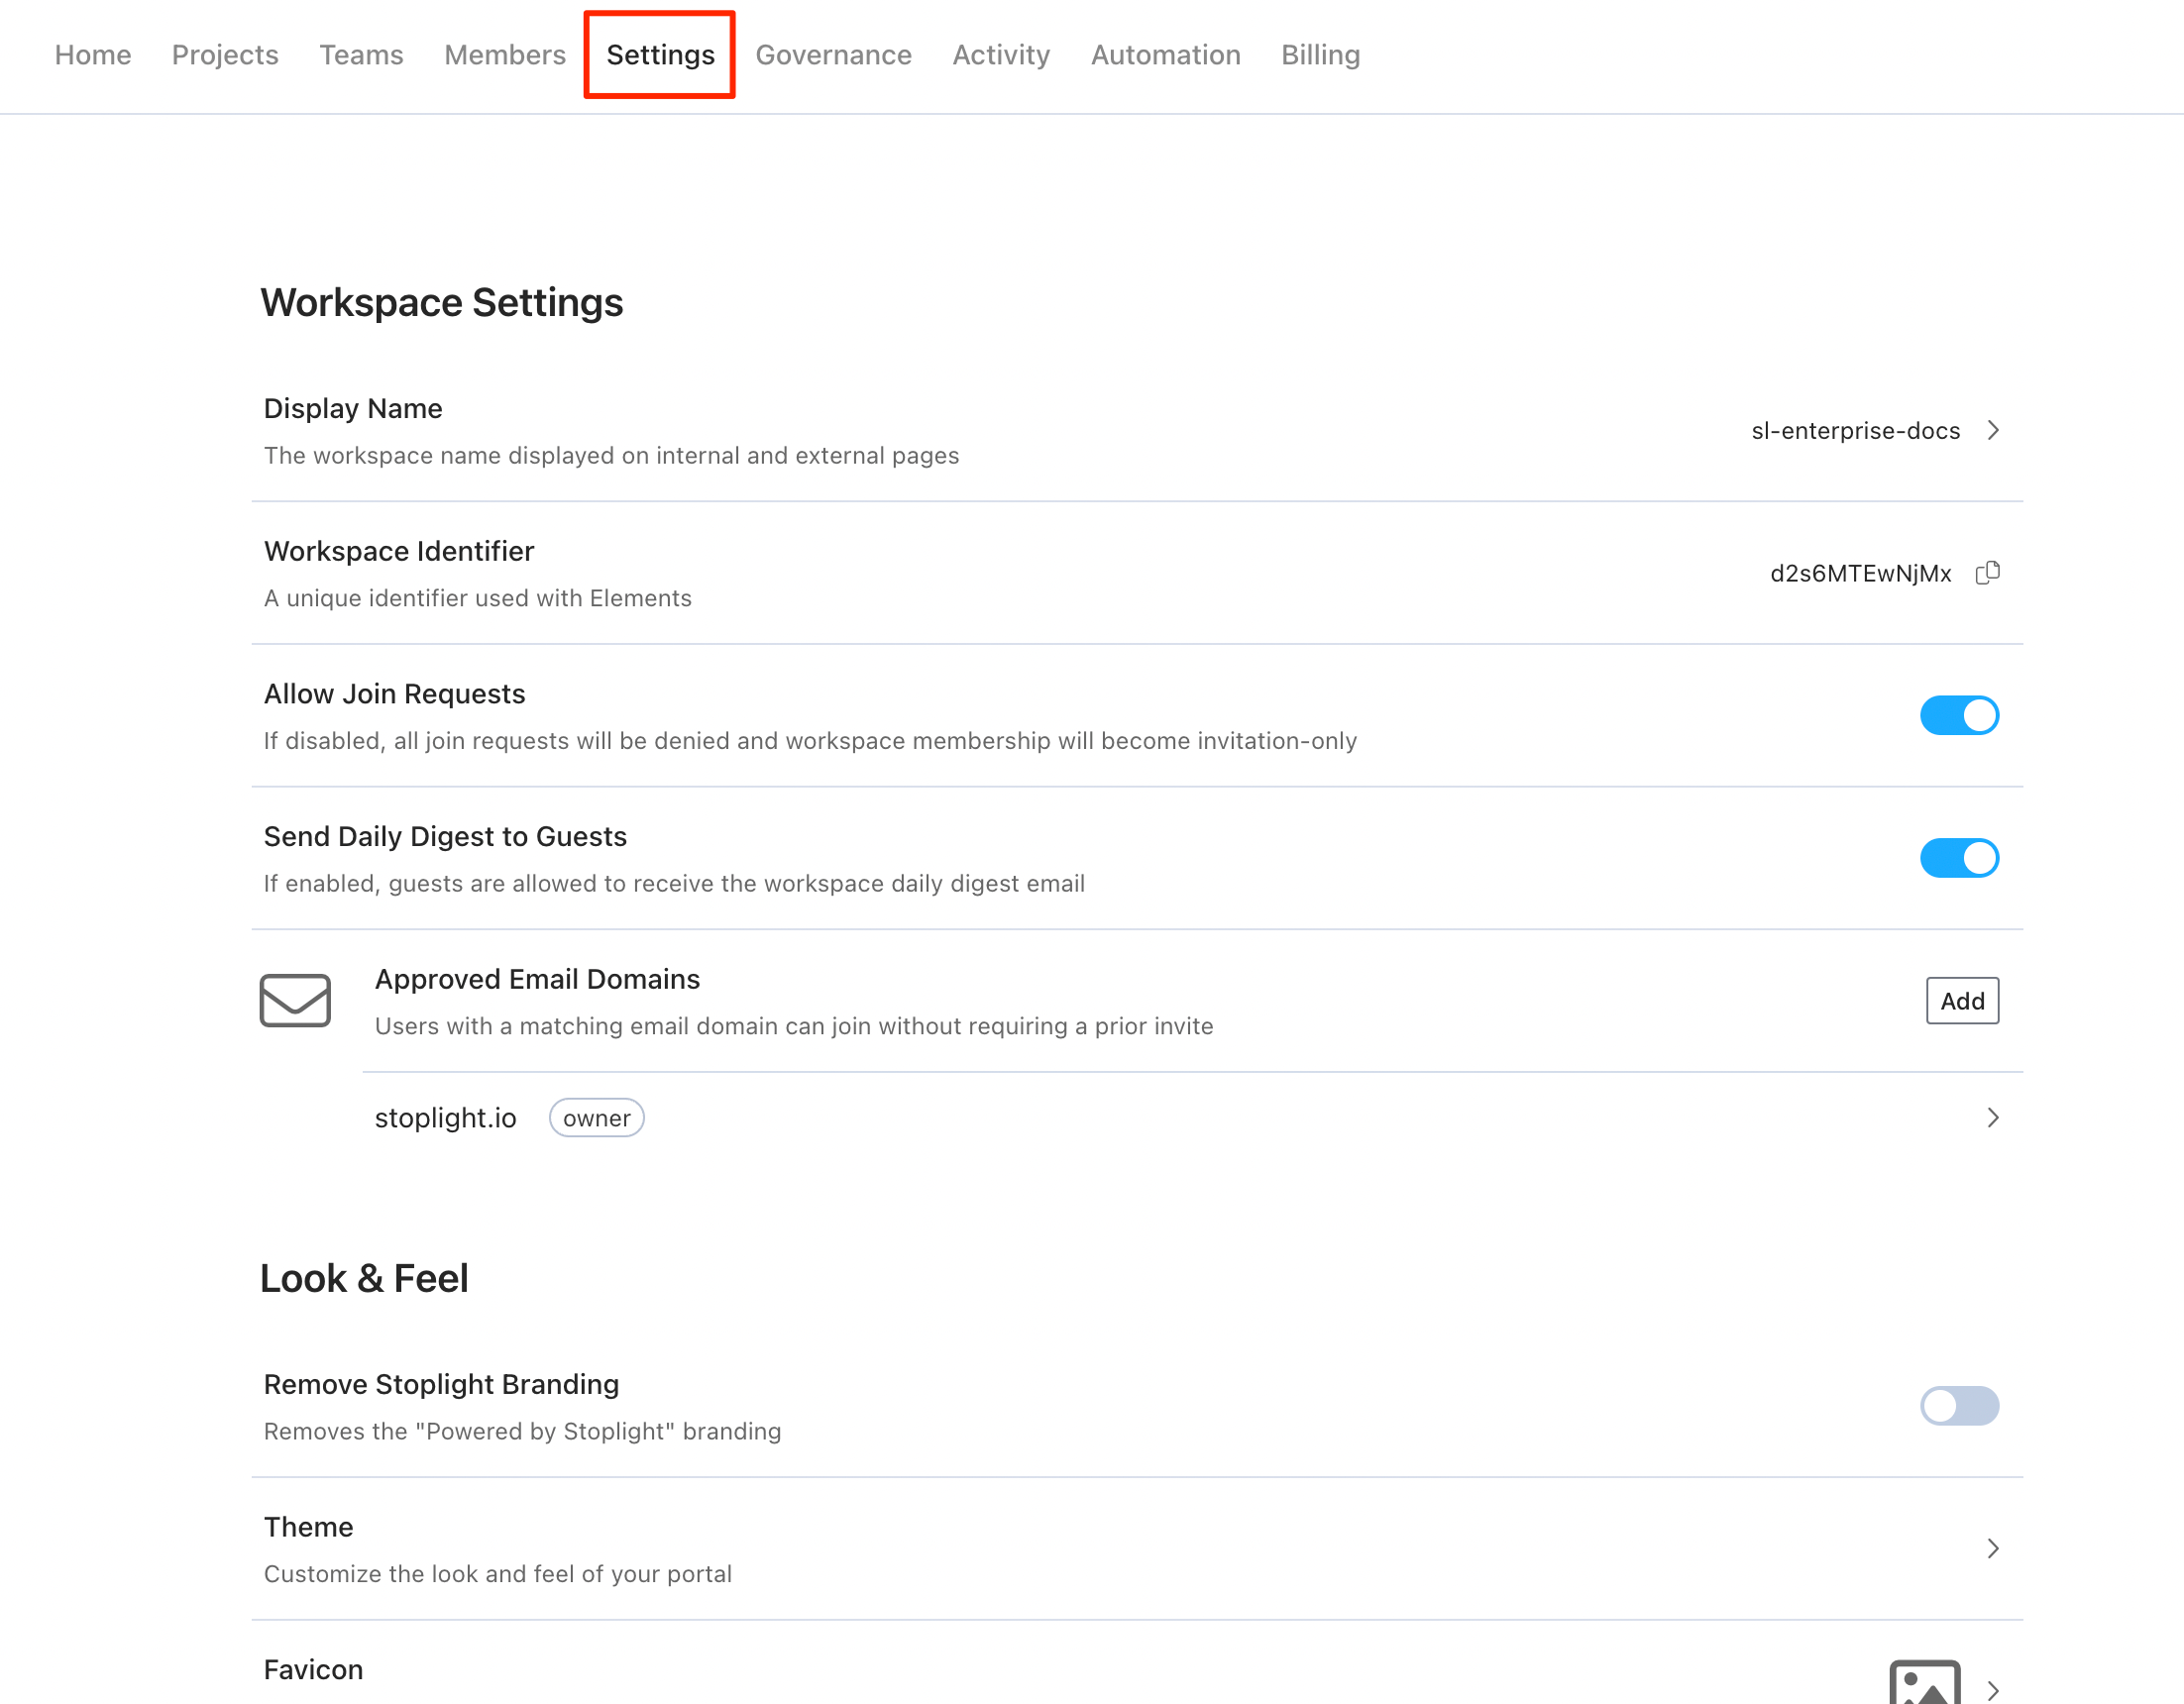 Home Projects Teams Members Settings Governance Activity Automation Billing
Workspace Settings
Display Name
The workspace name displayed on internal and external pages
sl-enterprise-docs
Workspace Identifier
A unique identifier used with Elements
d2s6MTEwNjMx
Allow Join Requests
If disabled, all join requests will be denied and workspace membership will become invitation-only
Send Daily Digest to Guests
If enabled, guests are allowed to receive the workspace daily digest email
Approved Email Domains
Users with a matching email domain can join without requiring a prior invite
Add
stoplight.io owner
Look & Feel
Remove Stoplight Branding
Removes the "Powered by Stoplight" branding
Theme
Customize the look and feel of your portal
Favicon